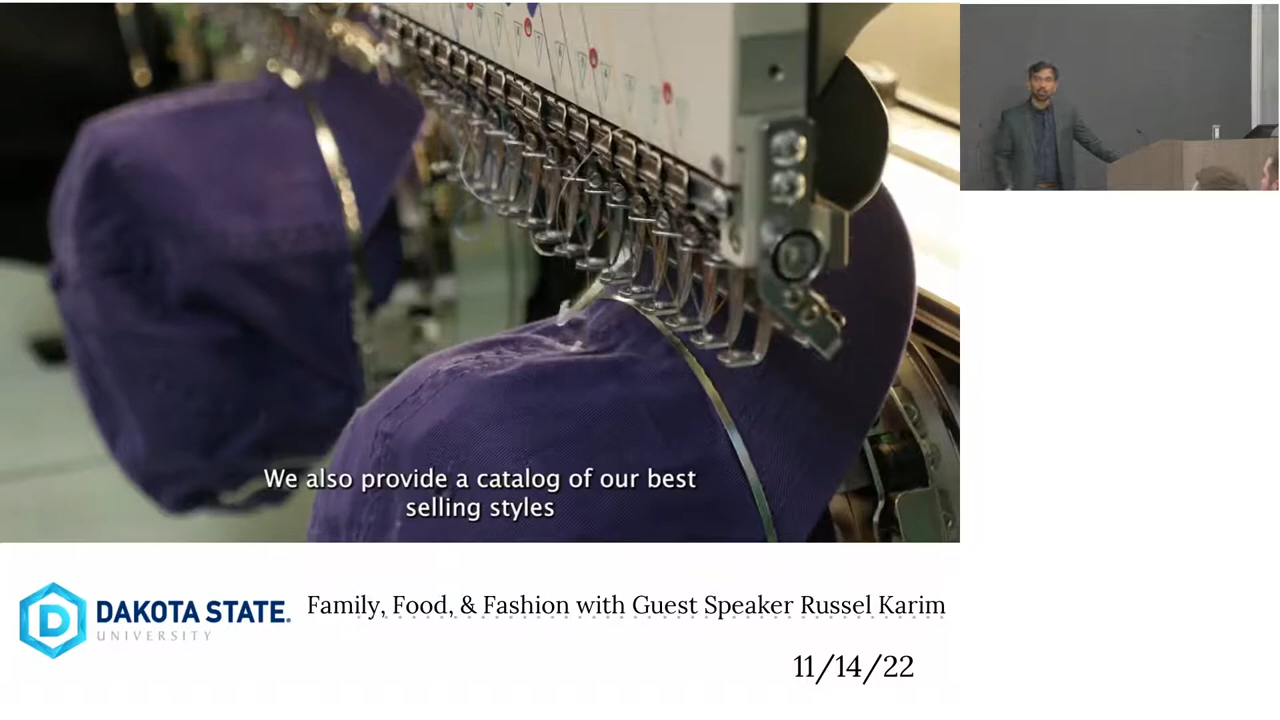 We also provide a catalog of our best
selling styles
DAKOTA STATE.
UNIVERSITY
Family, Food, & Fashion with Guest Speaker Russel Karim
11/14/22